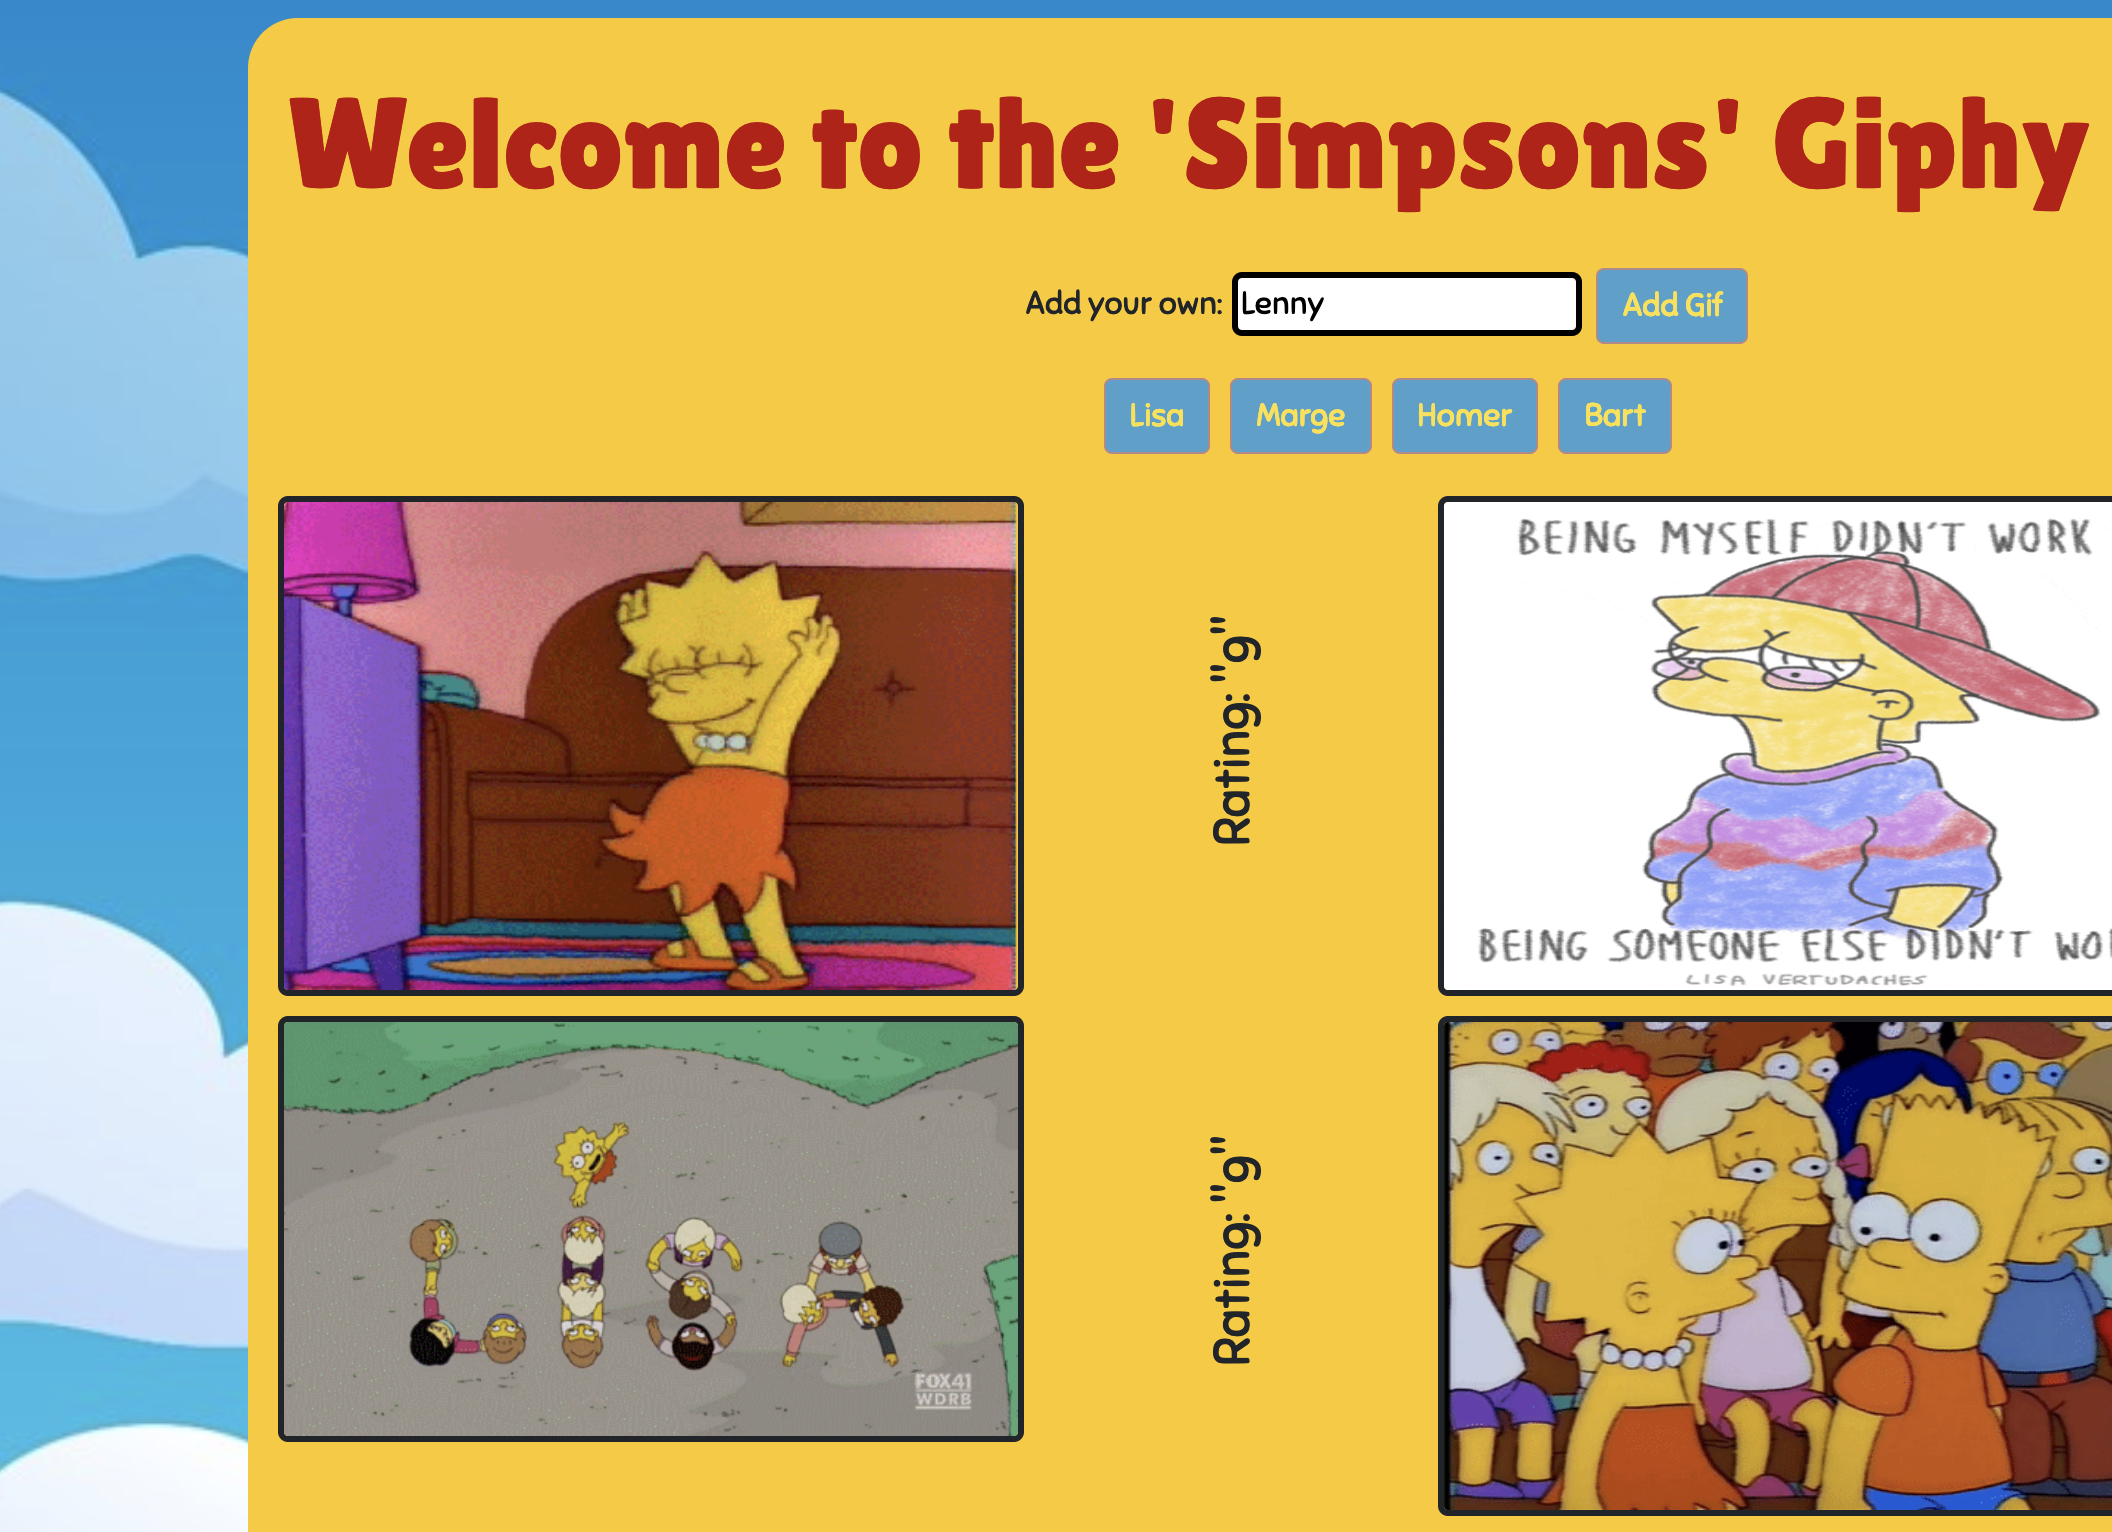 Welcome to the 'Simpsons' Giphy
Add your own: Lenny Add Gif
Lisa Marge Homer Bart
Rating: "g"
BEING MYSELF DIDN'T WORK
BEING SOMEONE ELSE DIDN'T
LISA VERTUDACHES
LISA
FOX41
WDRB
Rating: "g"